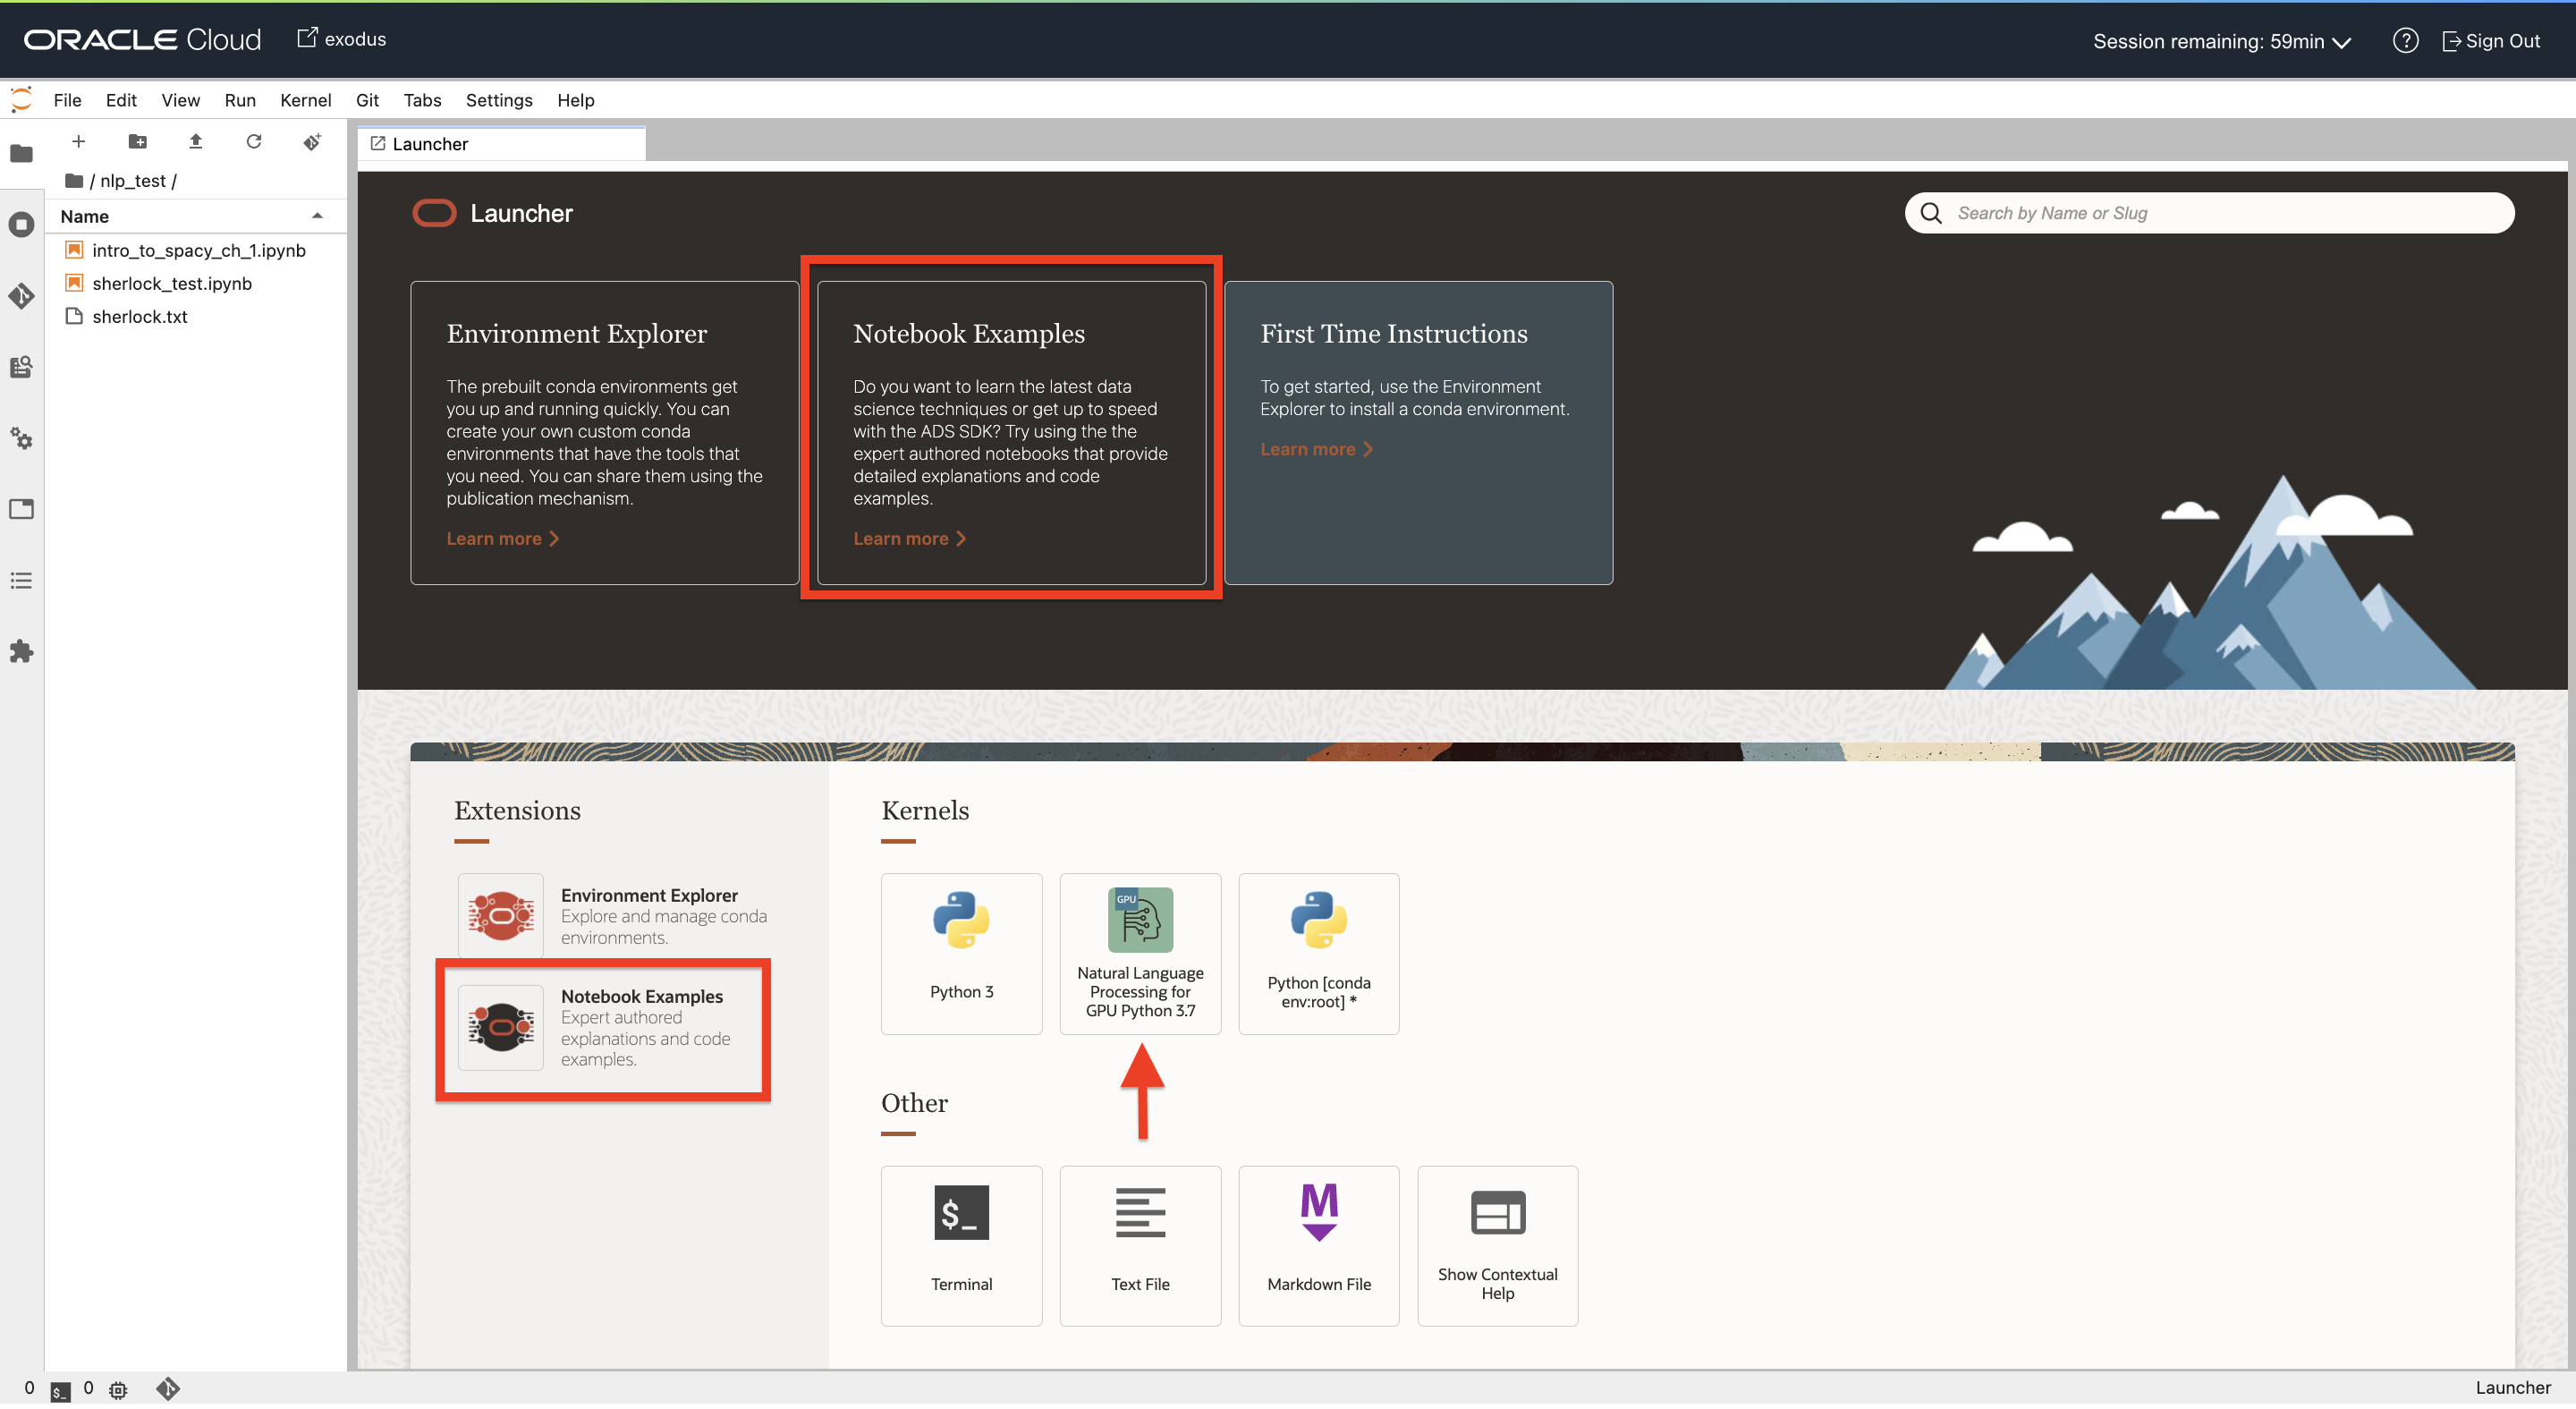 ORACLE Cloud
exodus
Session remaining: 59min
?
Sign Out
File Edit View Run Kernel Git Tabs Settings Help
/ nlp_test /
Name
intro_to_spacy_ch_1.ipynb
sherlock_test.ipynb
sherlock.txt
Launcher
Launcher
Search by Name or Slug
Environment Explorer
The prebuilt conda environments get
you up and running quickly. You can
create your own custom conda
environments that have the tools that
you need. You can share them using the
publication mechanism.
Learn more
Notebook Examples
Do you want to learn the latest data
science techniques or get up to speed
with the ADS SDK? Try using the the
expert authored notebooks that provide
detailed explanations and code
examples.
Learn more
First Time Instructions
To get started, use the Environment
Explorer to install a conda environment.
Learn more
Extensions
Environment Explorer
Explore and manage conda
environments.
Notebook Examples
Expert authored
explanations and code
examples.
Kernels
Python 3
GPU
Natural Language
Processing for
GPU Python 3.7
Python [conda
env:root] *
Other
$_
Terminal
Text File
M
Markdown File
Show Contextual
Help
0
$_
0
Launcher